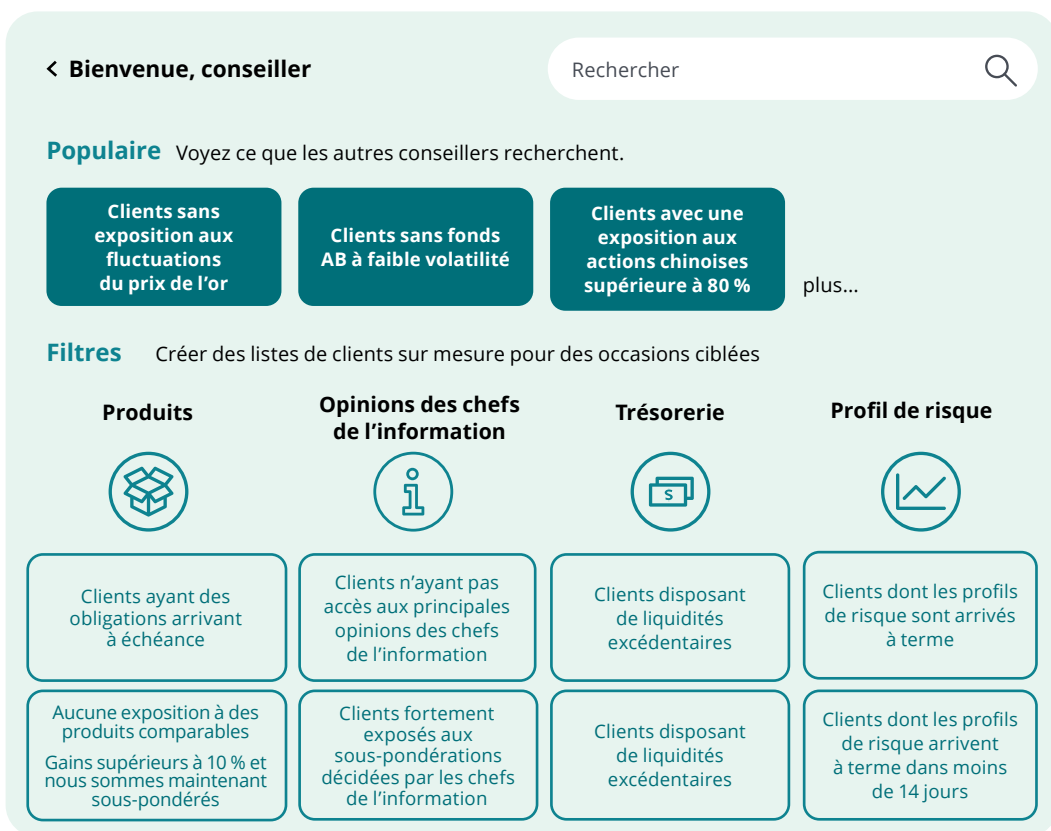 Bienvenue, conseiller
Rechercher
Populaire Voyez ce que les autres conseillers recherchent.
Clients sans
exposition aux
fluctuations
du prix de l’or
Clients sans fonds
AB à faible volatilité
Clients avec une
exposition aux
actions chinoises
supérieure à 80 %
plus...
Filtres Créer des listes de clients sur mesure pour des occasions ciblées
Produits
Opinions des chefs
de l’information
Trésorerie
Profil de risque
S
Clients ayant des
obligations arrivant
à échéance
Clients n’ayant pas
accès aux principales
opinions des chefs
de l’information
Clients disposant
de liquidités
excédentaires
Clients dont les profils
de risque sont arrivés
à terme
Aucune exposition à des
produits comparables
Gains supérieurs à 10 % et
nous sommes maintenant
sous-pondérés
Clients fortement
exposés aux
sous-pondérations
décidées par les chefs
de l’information
Clients disposant
de liquidités
excédentaires
Clients dont les profils
de risque arrivent
à terme dans moins
de 14 jours